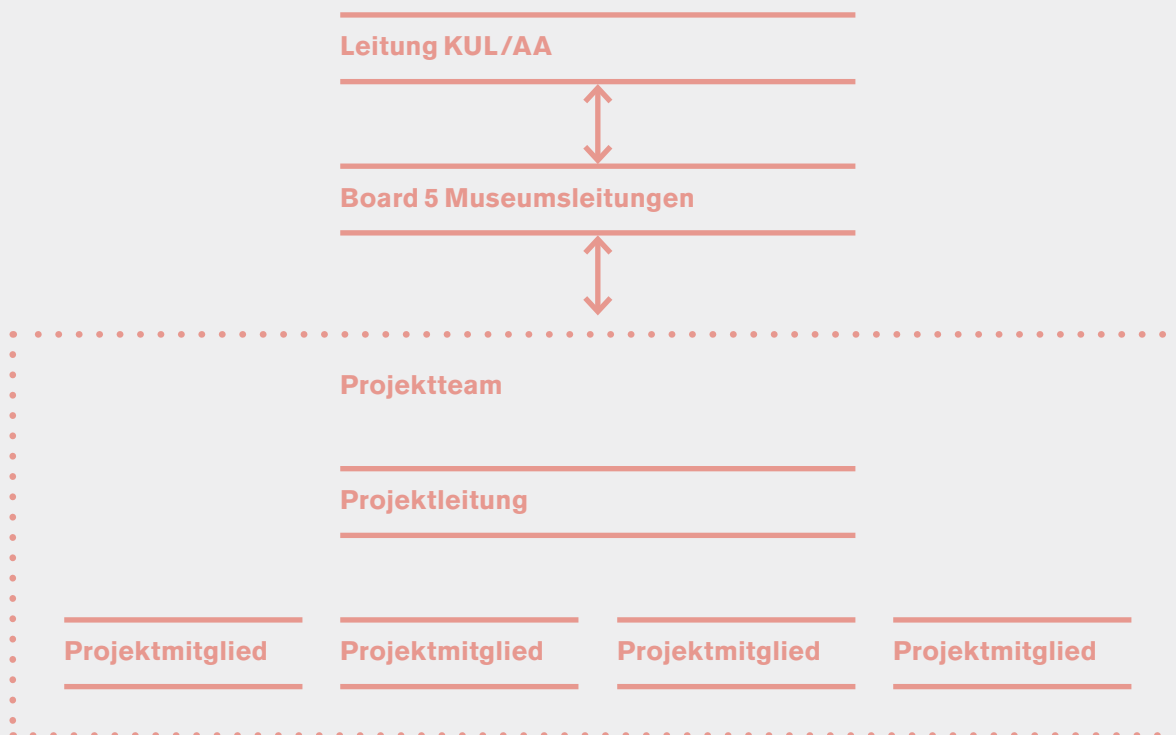 Leitung KUL/AA
Board 5 Museumsleitungen
Projektteam
Projektleitung
Projektmitglied
Projektmitglied
Projektmitglied
Projektmitglied